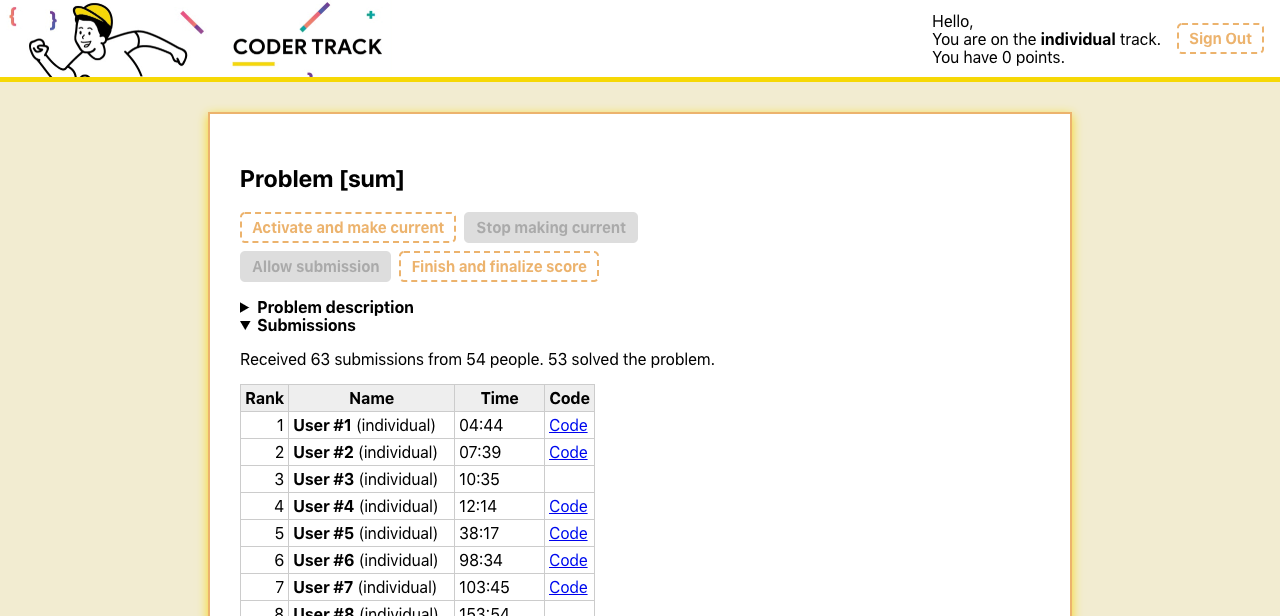 { }
CODER TRACK
Hello,
You are on the individual track.
You have 0 points.
Sign Out
Problem [sum]
Activate and make current
Stop making current
Allow submission
Finish and finalize score
▶ Problem description
▼ Submissions
Received 63 submissions from 54 people. 53 solved the problem.
Rank Name Time Code
1 User #1 (individual) 04:44 Code
2 User #2 (individual) 07:39 Code
3 User #3 (individual) 10:35
4 User #4 (individual) 12:14 Code
5 User #5 (individual) 38:17 Code
6 User #6 (individual) 98:34 Code
7 User #7 (individual) 103:45 Code
8 User #8 (individual) 153:54